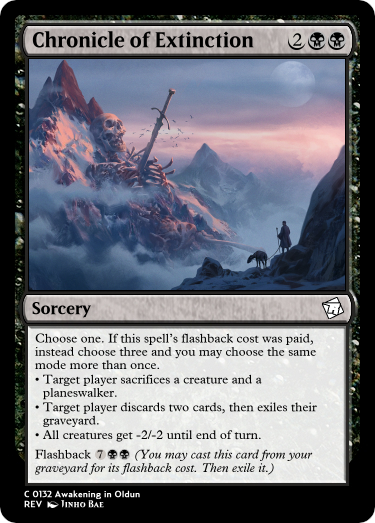 Chronicle of Extinction 2
Sorcery
Choose one. If this spell's flashback cost was paid,
instead choose three and you may choose the same
mode more than once.
• Target player sacrifices a creature and a
planeswalker.
• Target player discards two cards, then exiles their
graveyard.
• All creatures get -2/-2 until end of turn.
Flashback 7 (You may cast this card from your
graveyard for its flashback cost. Then exile it.)
C 0132 Awakening in Oldun
REV Jinho Bae